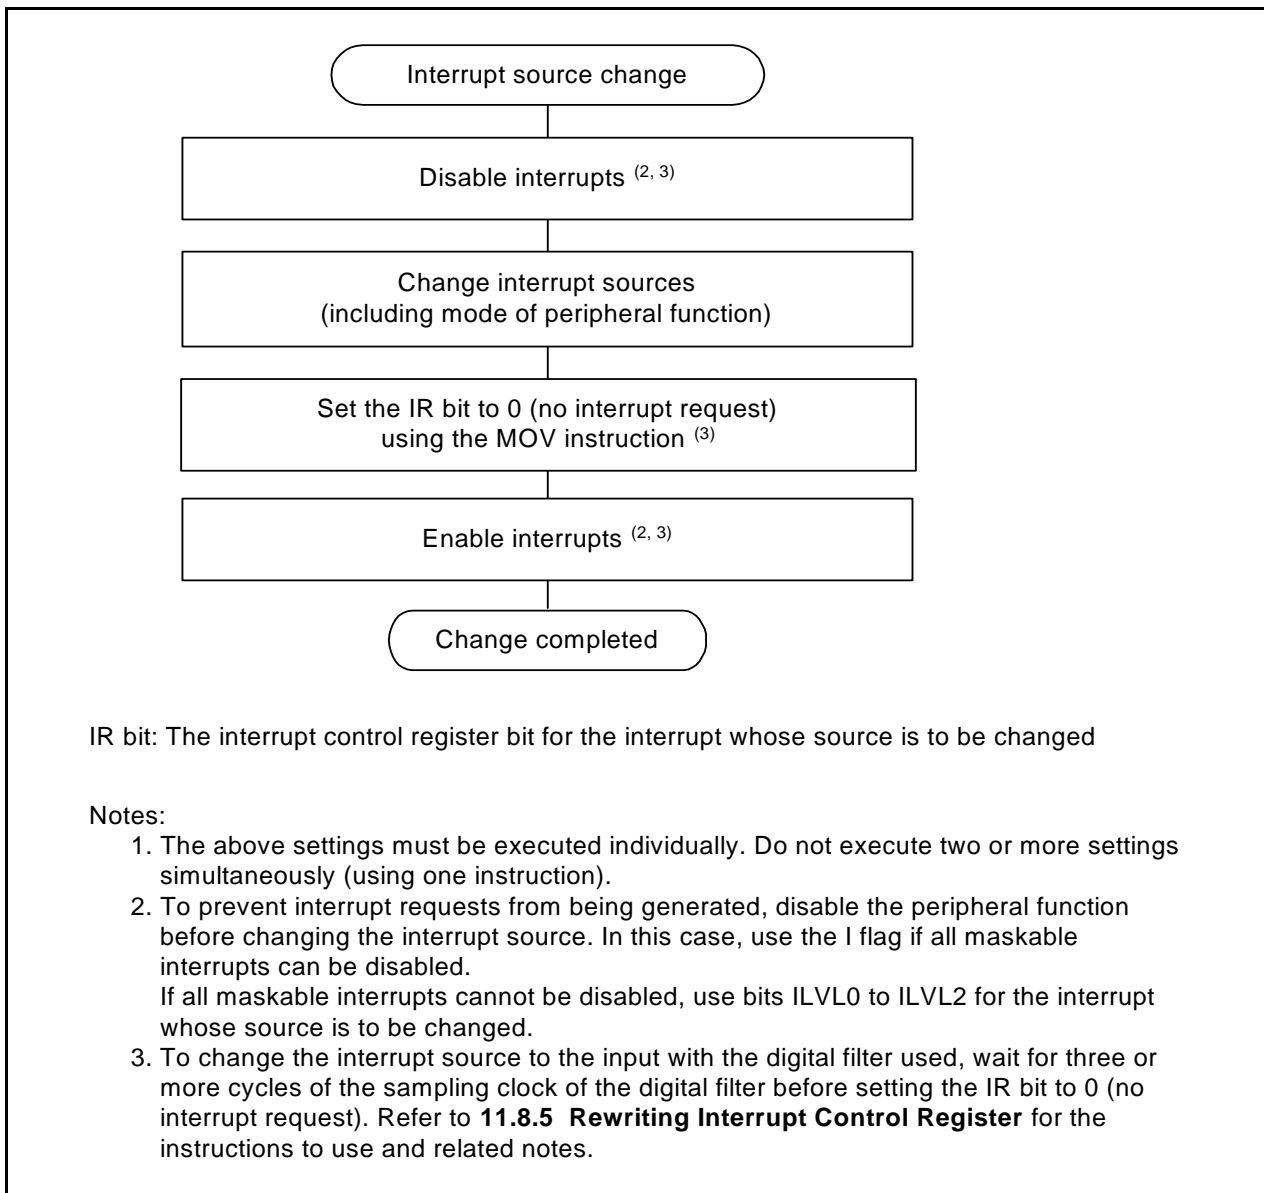 Interrupt source change
Disable interrupts (2, 3)
Change interrupt sources
(including mode of peripheral function)
Set the IR bit to 0 (no interrupt request)
using the MOV instruction (3)
Enable interrupts (2, 3)
Change completed
IR bit: The interrupt control register bit for the interrupt whose source is to be changed
Notes:
1. The above settings must be executed individually. Do not execute two or more settings
simultaneously (using one instruction).
2. To prevent interrupt requests from being generated, disable the peripheral function
before changing the interrupt source. In this case, use the I flag if all maskable
interrupts can be disabled.
If all maskable interrupts cannot be disabled, use bits ILVL0 to ILVL2 for the interrupt
whose source is to be changed.
3. To change the interrupt source to the input with the digital filter used, wait for three or
more cycles of the sampling clock of the digital filter before setting the IR bit to 0 (no
interrupt request). Refer to 11.8.5 Rewriting Interrupt Control Register for the
instructions to use and related notes.